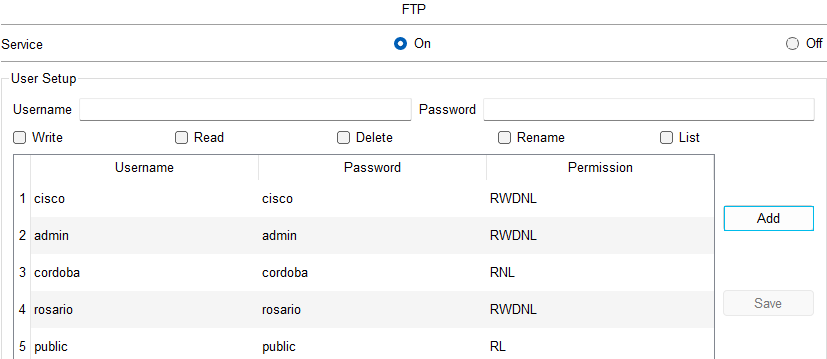 FTP
Service On Off
User Setup
Username Password
Write Read Delete Rename List
Username Password Permission
1 cisco cisco RWDNL
Add
2 admin admin RWDNL
3 cordoba cordoba RNL
Save
4 rosario rosario RWDNL
5 public public RL